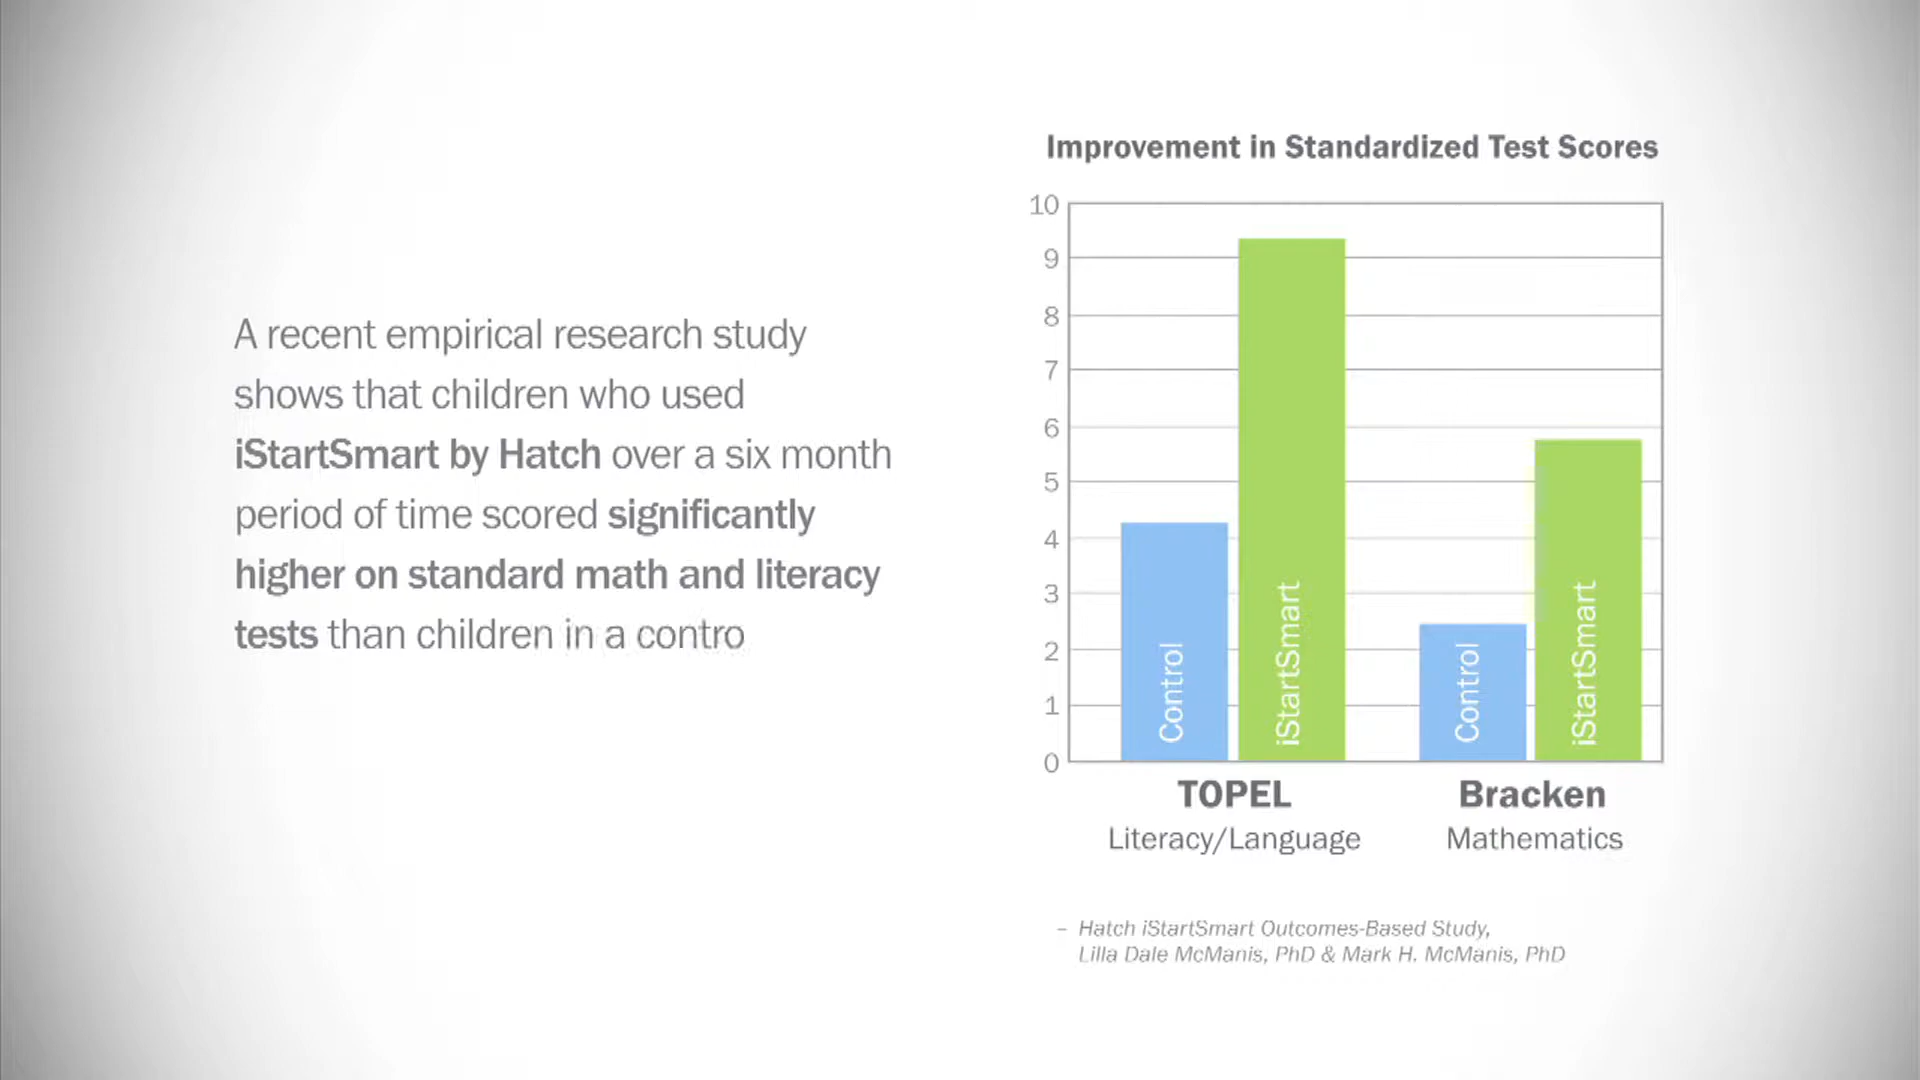 A recent empirical research study
shows that children who used
iStartSmart by Hatch over a six month
period of time scored significantly
higher on standard math and literacy
tests than children in a contro
Improvement in Standardized Test Scores
10
9
8
7
6
5
4
3
2
1
0
Control
iStartSmart
Control
iStartSmart
TOPEL
Literacy/Language
Bracken
Mathematics
– Hatch iStartSmart Outcomes-Based Study,
Lilla Dale McManis, PhD & Mark H. McManis, PhD